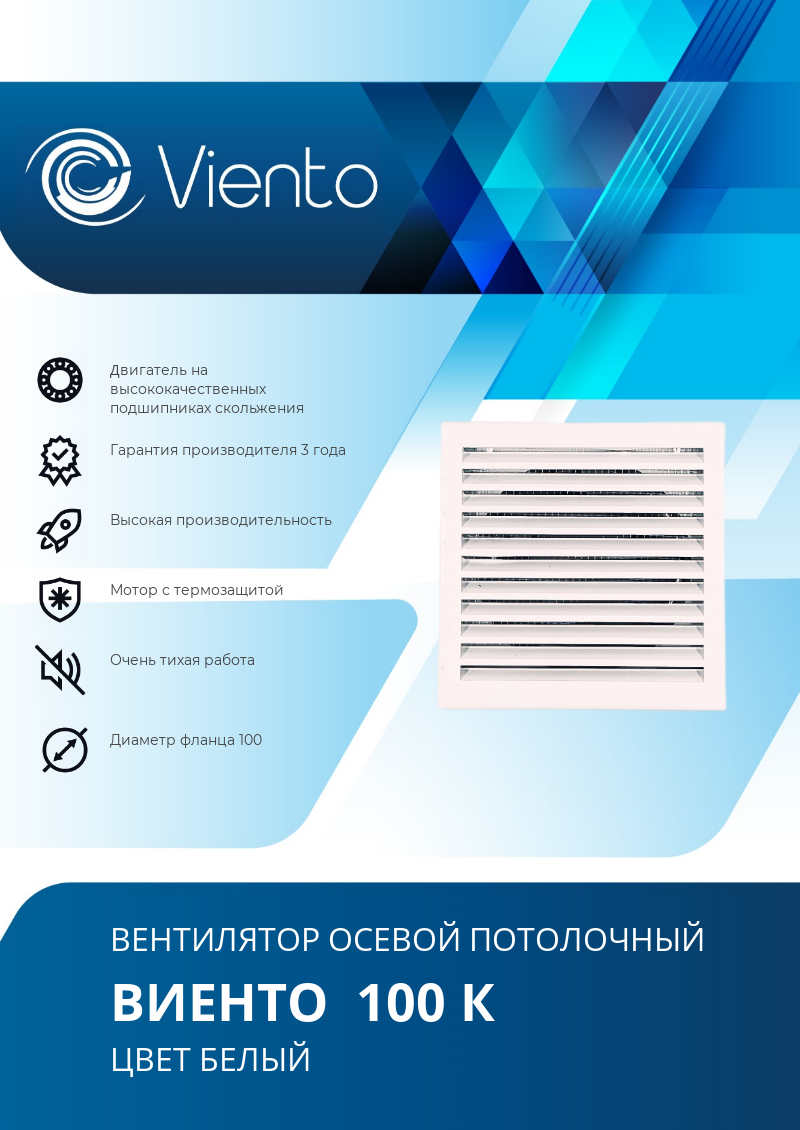 Viento
Двигатель на
высококачественных
подшипниках скольжения
Гарантия производителя 3 года
Высокая производительность
Мотор с термозащитой
Очень тихая работа
Диаметр фланца 100
ВЕНТИЛЯТОР ОСЕВОЙ ПОТОЛОЧНЫЙ
ВИЕНТО 100 К
ЦВЕТ БЕЛЫЙ